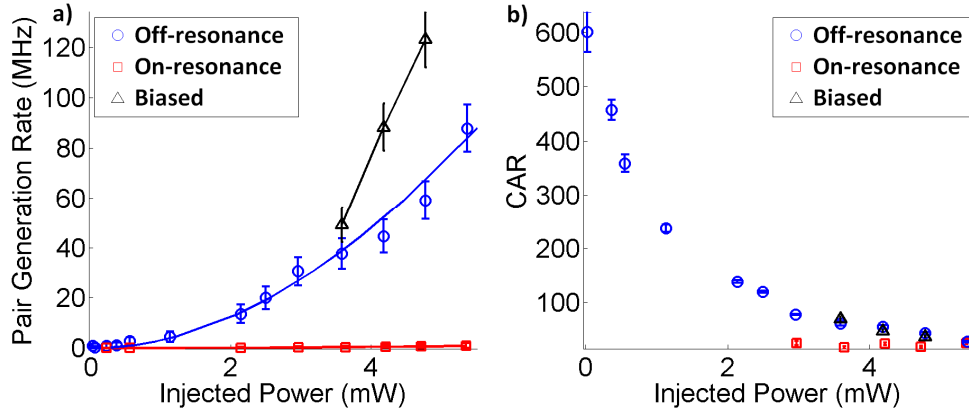 a)
Off-resonance
On-resonance
Biased
Pair Generation Rate (MHz)
120
100
80
60
40
20
0
0 2 4
Injected Power (mW)
b)
Off-resonance
On-resonance
Biased
CAR
600
500
400
300
200
100
0 2 4
Injected Power (mW)